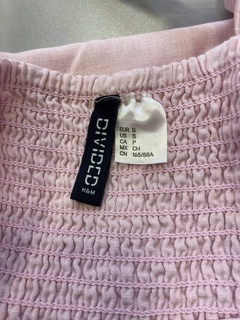 DIVIDED
H&M
EUR S
US S
CA P
MX CH
CN 165/88A